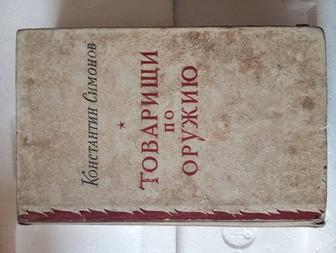 Константин Симонов
★
ТОВАРИЩИ
ПО
ОРУЖИЮ